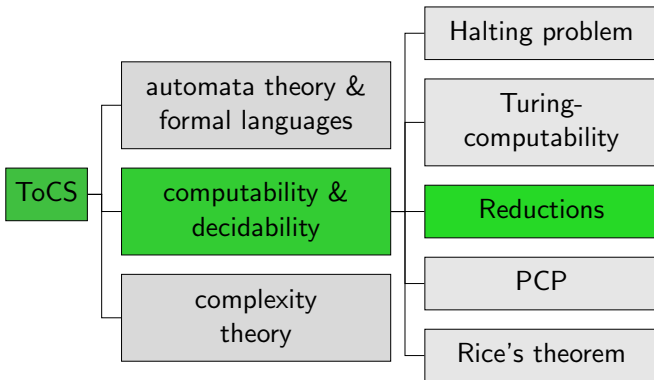 ToCS
automata theory &
formal languages
computability &
decidability
complexity
theory
Halting problem
Turing-
computability
Reductions
PCP
Rice's theorem